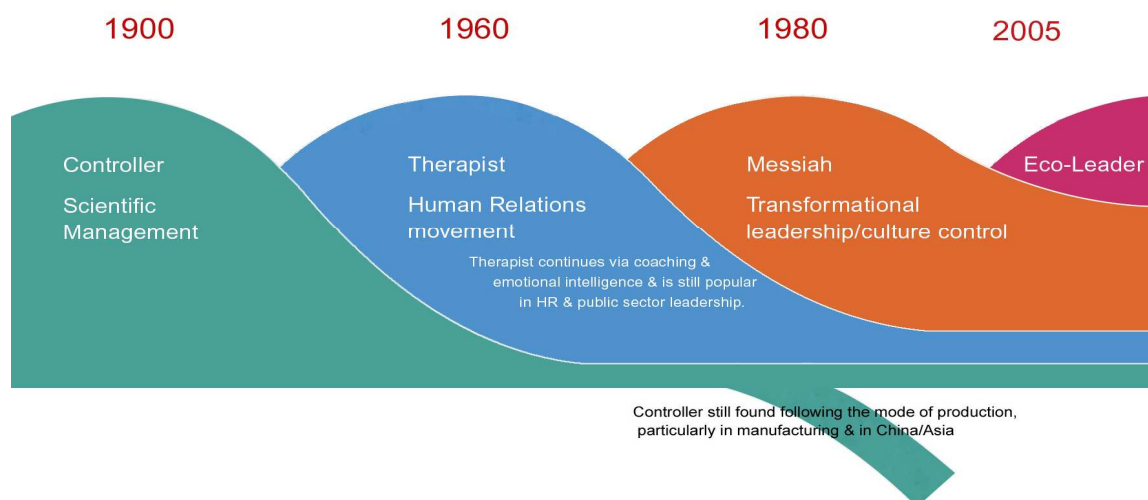 1900
1960
1980
2005
Controller
Scientific
Management
Therapist
Human Relations
movement
Therapist continues via coaching &
emotional intelligence & is still popular
in HR & public sector leadership.
Messiah
Transformational
leadership/culture control
Eco-Leader
Controller still found following the mode of production,
particularly in manufacturing & in China/Asia